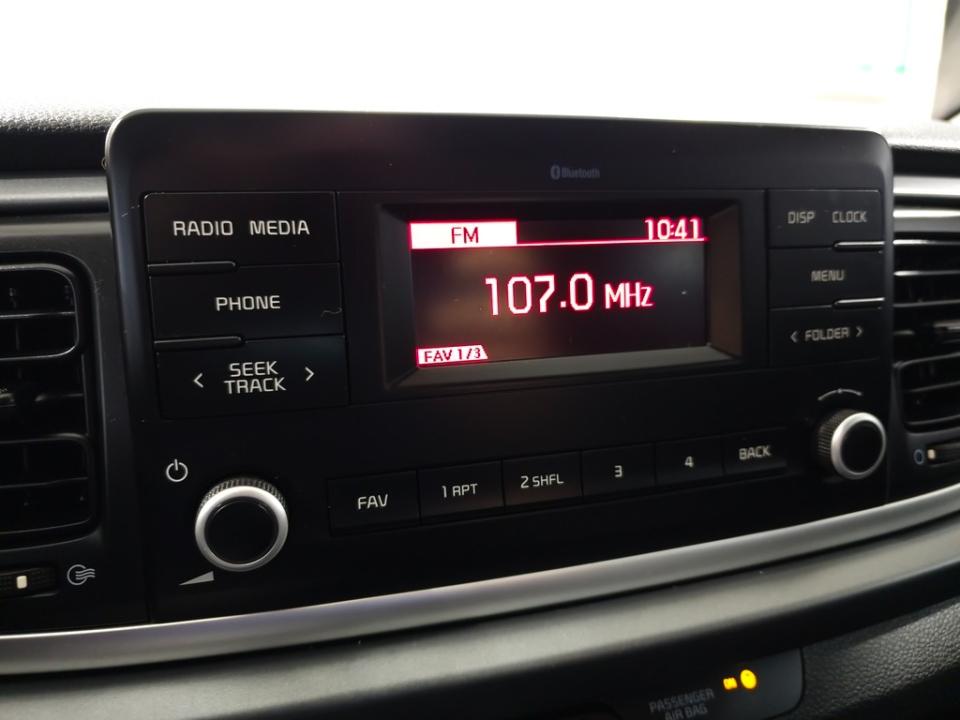 Bluetooth
RADIO MEDIA
PHONE
< SEEK >
TRACK
FM 10:41
107.0 MHz
FAV 1/3
DISP CLOCK
MENU
< FOLDER >
FAV
1 RPT
2 SHFL
3
4
BACK
PASSENGER
AIR BAG